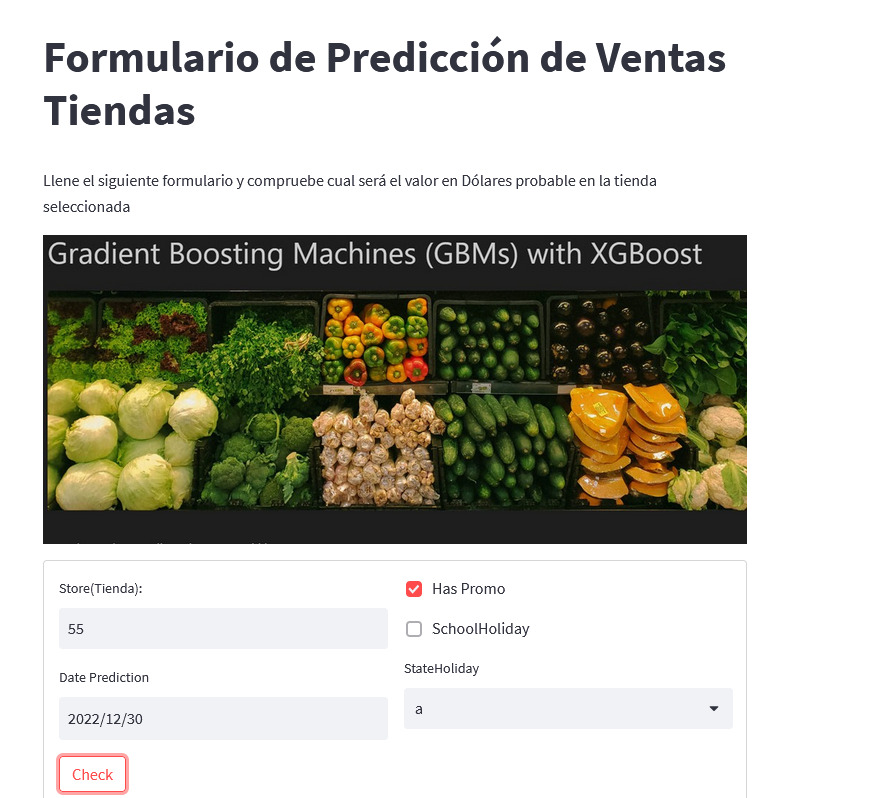 Formulario de Predicción de Ventas
Tiendas
Llene el siguiente formulario y compruebe cual será el valor en Dólares probable en la tienda
seleccionada
Gradient Boosting Machines (GBMs) with XGBoost
Store(Tienda):
55
Date Prediction
2022/12/30
Check
Has Promo
SchoolHoliday
StateHoliday
a